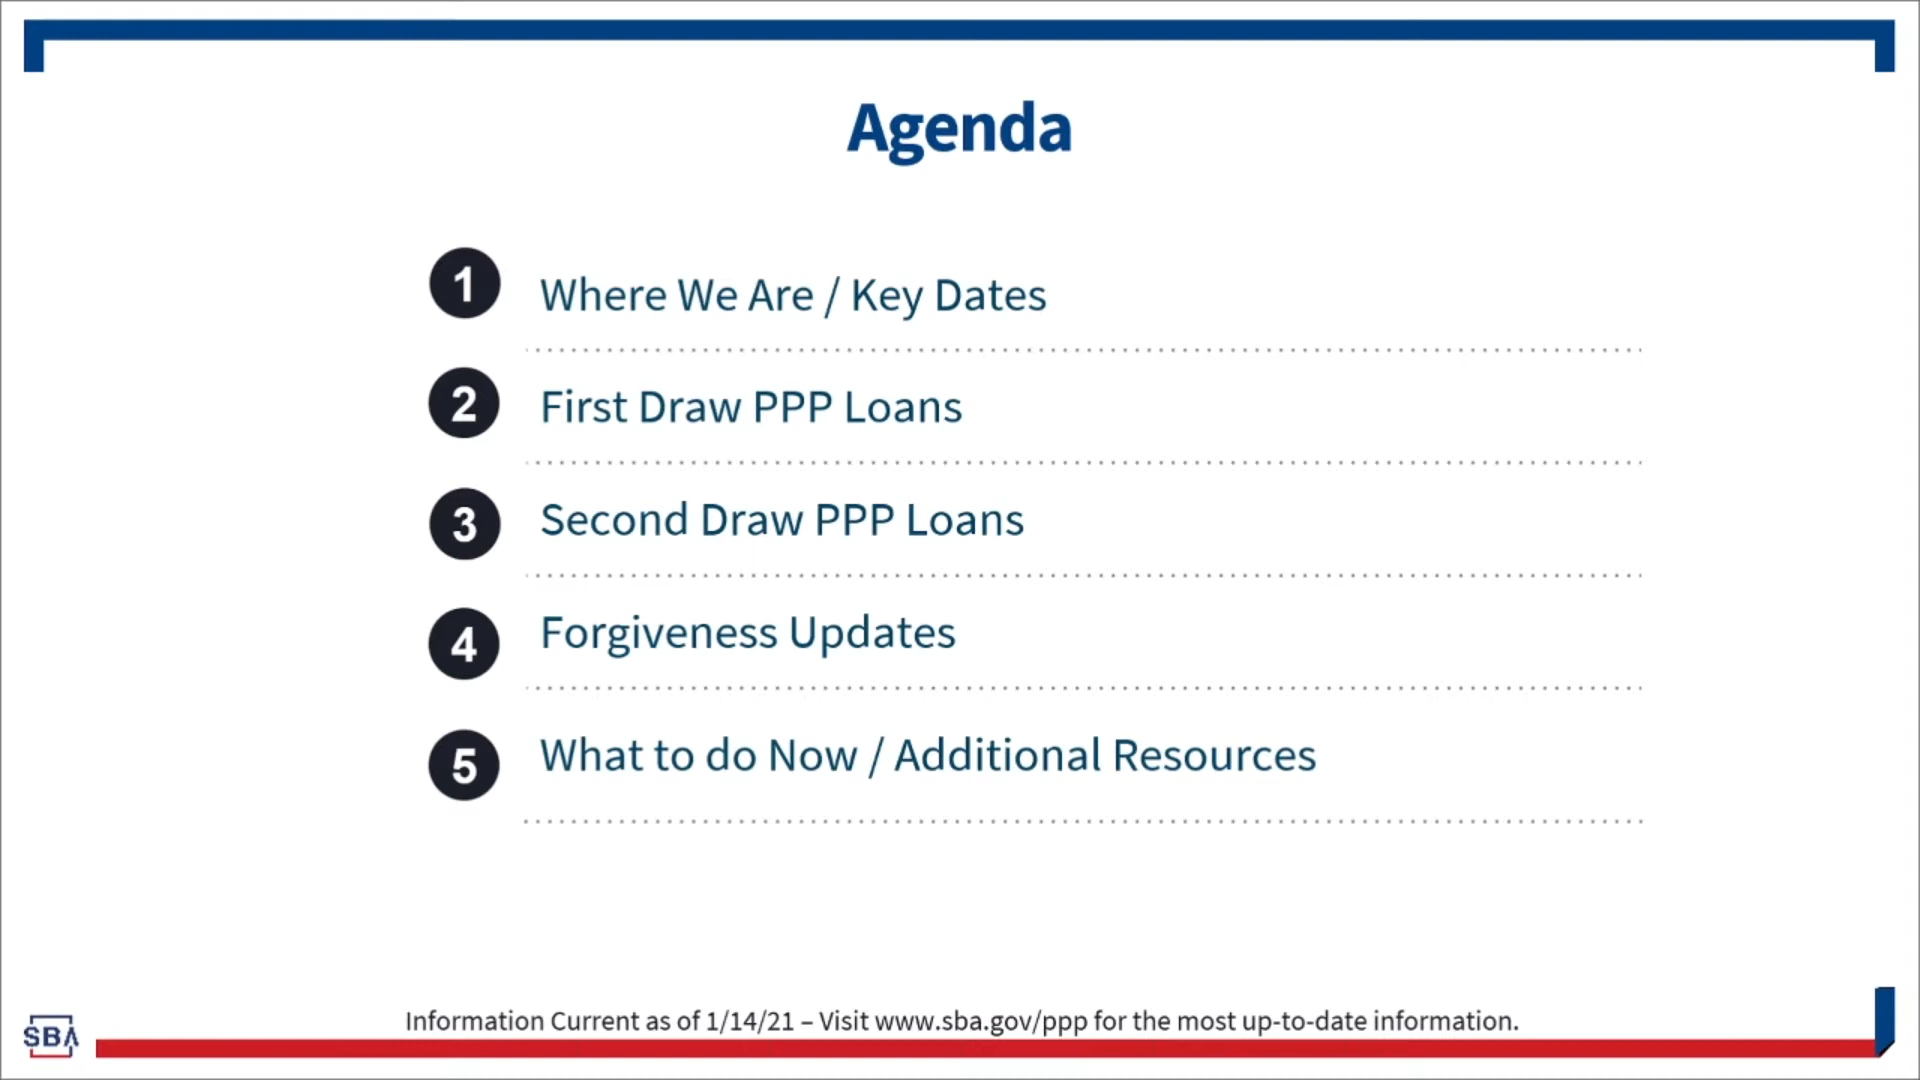 Agenda
1 Where We Are / Key Dates
2 First Draw PPP Loans
3 Second Draw PPP Loans
4 Forgiveness Updates
5 What to do Now / Additional Resources
Information Current as of 1/14/21 – Visit www.sba.gov/ppp for the most up-to-date information.
SBA